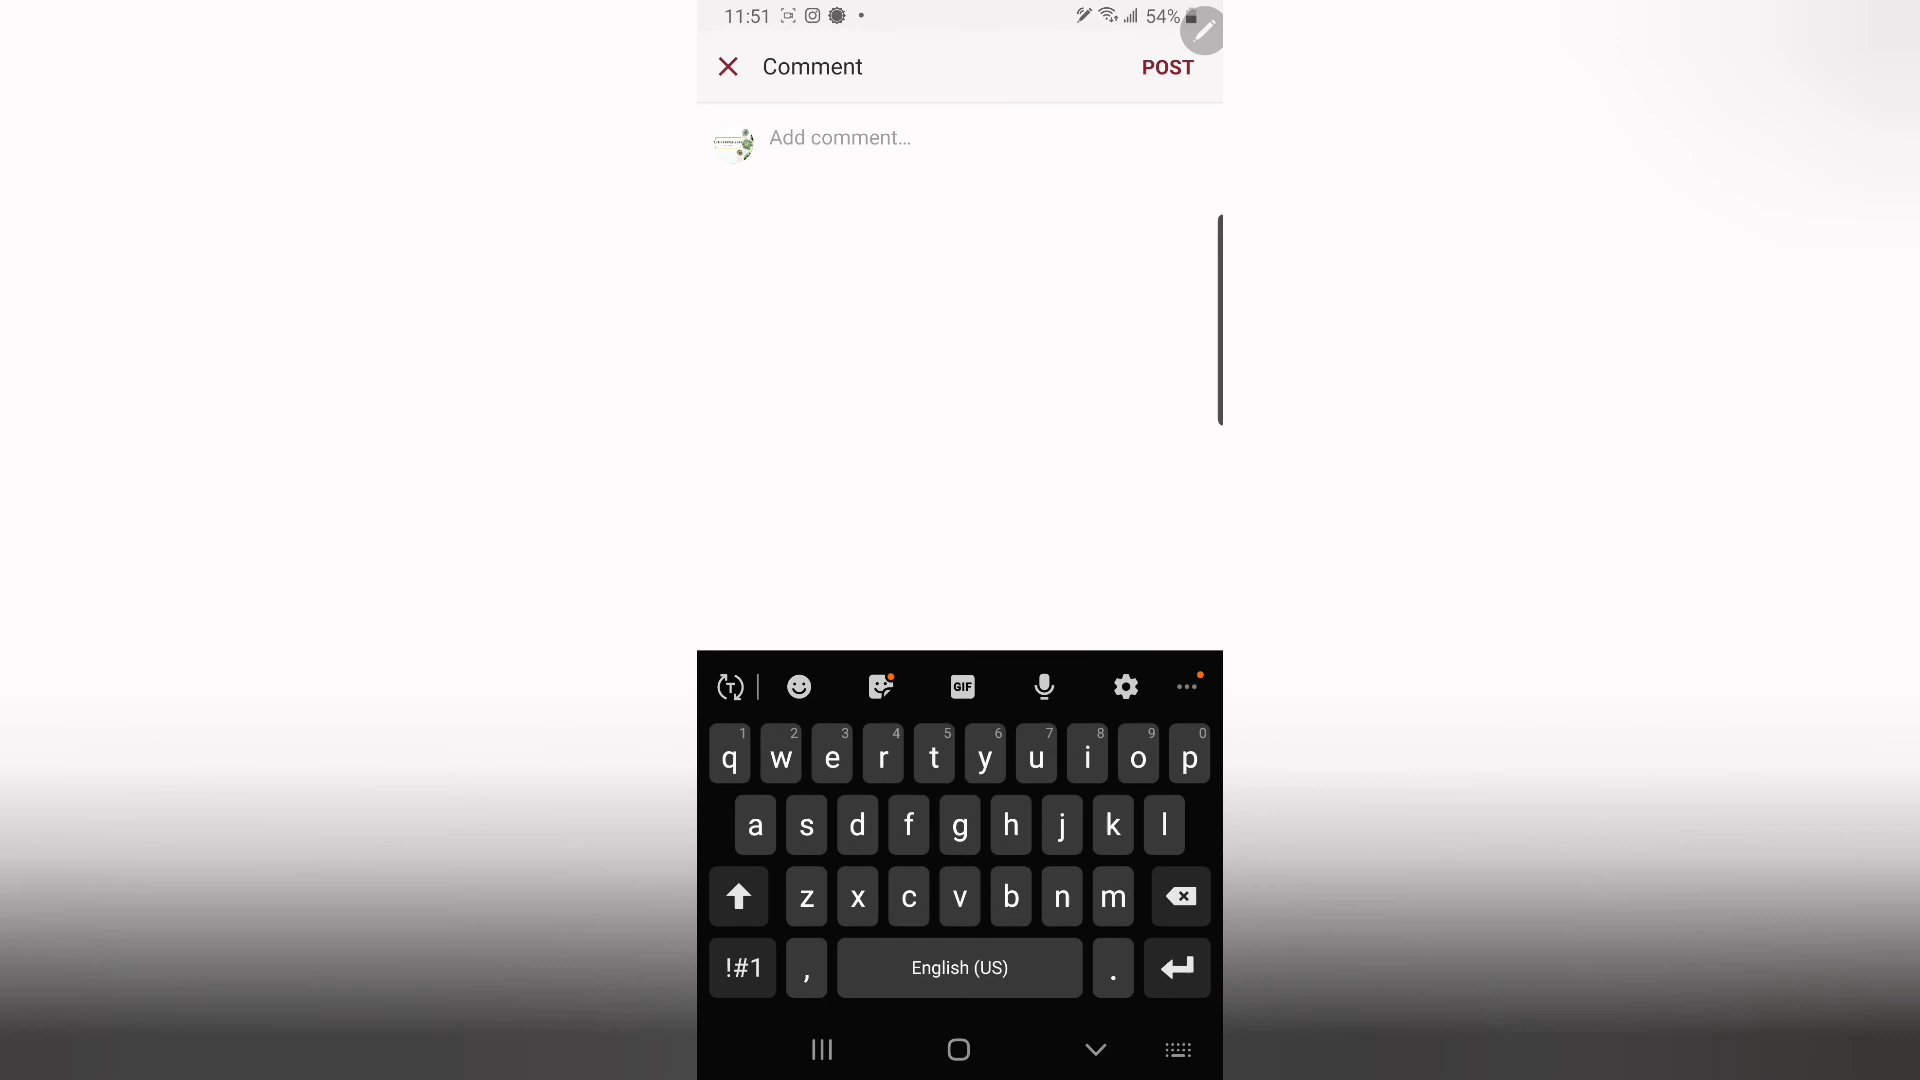 11:51 54%
Comment POST
Add comment...
T GIF
1 2 3 4 5 6 7 8 9 0
q w e r t y u i o p
a s d f g h j k l
z x c v b n m
!#1 , English (US) .